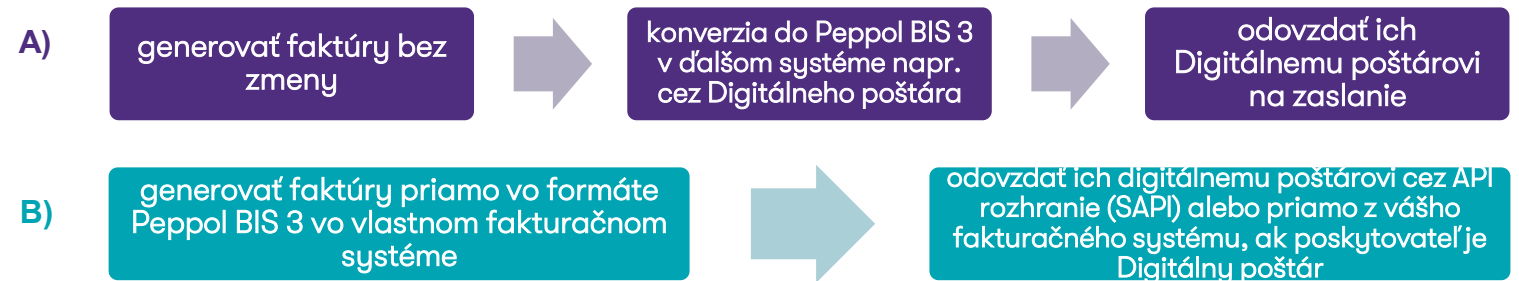 A)
generovať faktúry bez
zmeny
konverzia do Peppol BIS 3
v ďalšom systéme napr.
cez Digitálneho poštára
odovzdať ich
Digitálnemu poštárovi
na zaslanie
B)
generovať faktúry priamo vo formáte
Peppol BIS 3 vo vlastnom fakturačnom
systéme
odovzdať ich digitálnemu poštárovi cez API
rozhranie (SAPI) alebo priamo z vášho
fakturačného systému, ak poskytovateľ je
Digitálny poštár